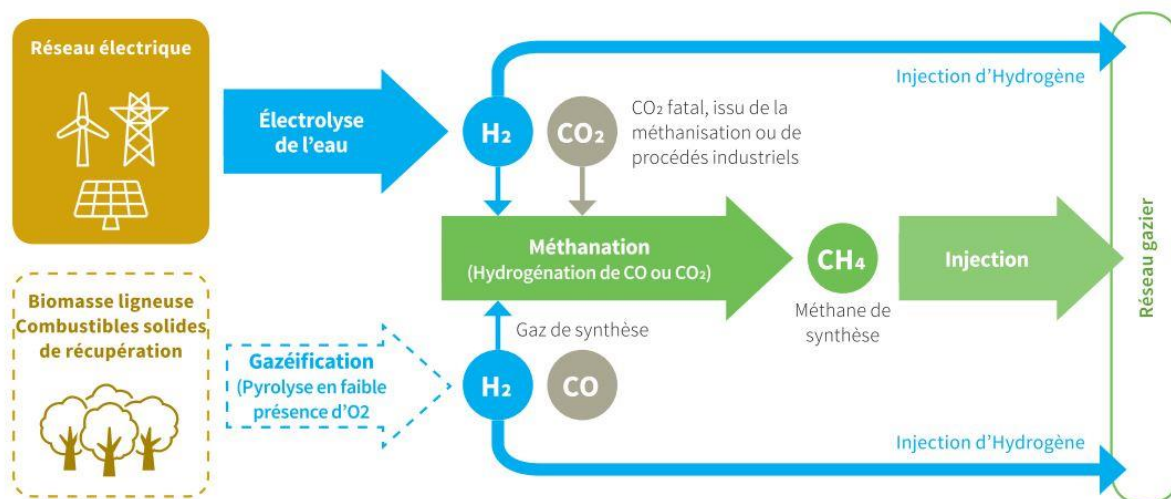 Réseau électrique
Électrolyse
de l'eau
H₂
CO₂
CO₂ fatal, issu de la
méthanisation ou de
procédés industriels
Injection d'Hydrogène
Méthanation
(Hydrogénation de CO ou CO₂)
CH₄
Méthane de
synthèse
Injection
Réseau gazier
Biomasse ligneuse
Combustibles solides
de récupération
Gazéification
(Pyrolyse en faible
présence d'O2
Gaz de synthèse
H₂
CO
Injection d'Hydrogène